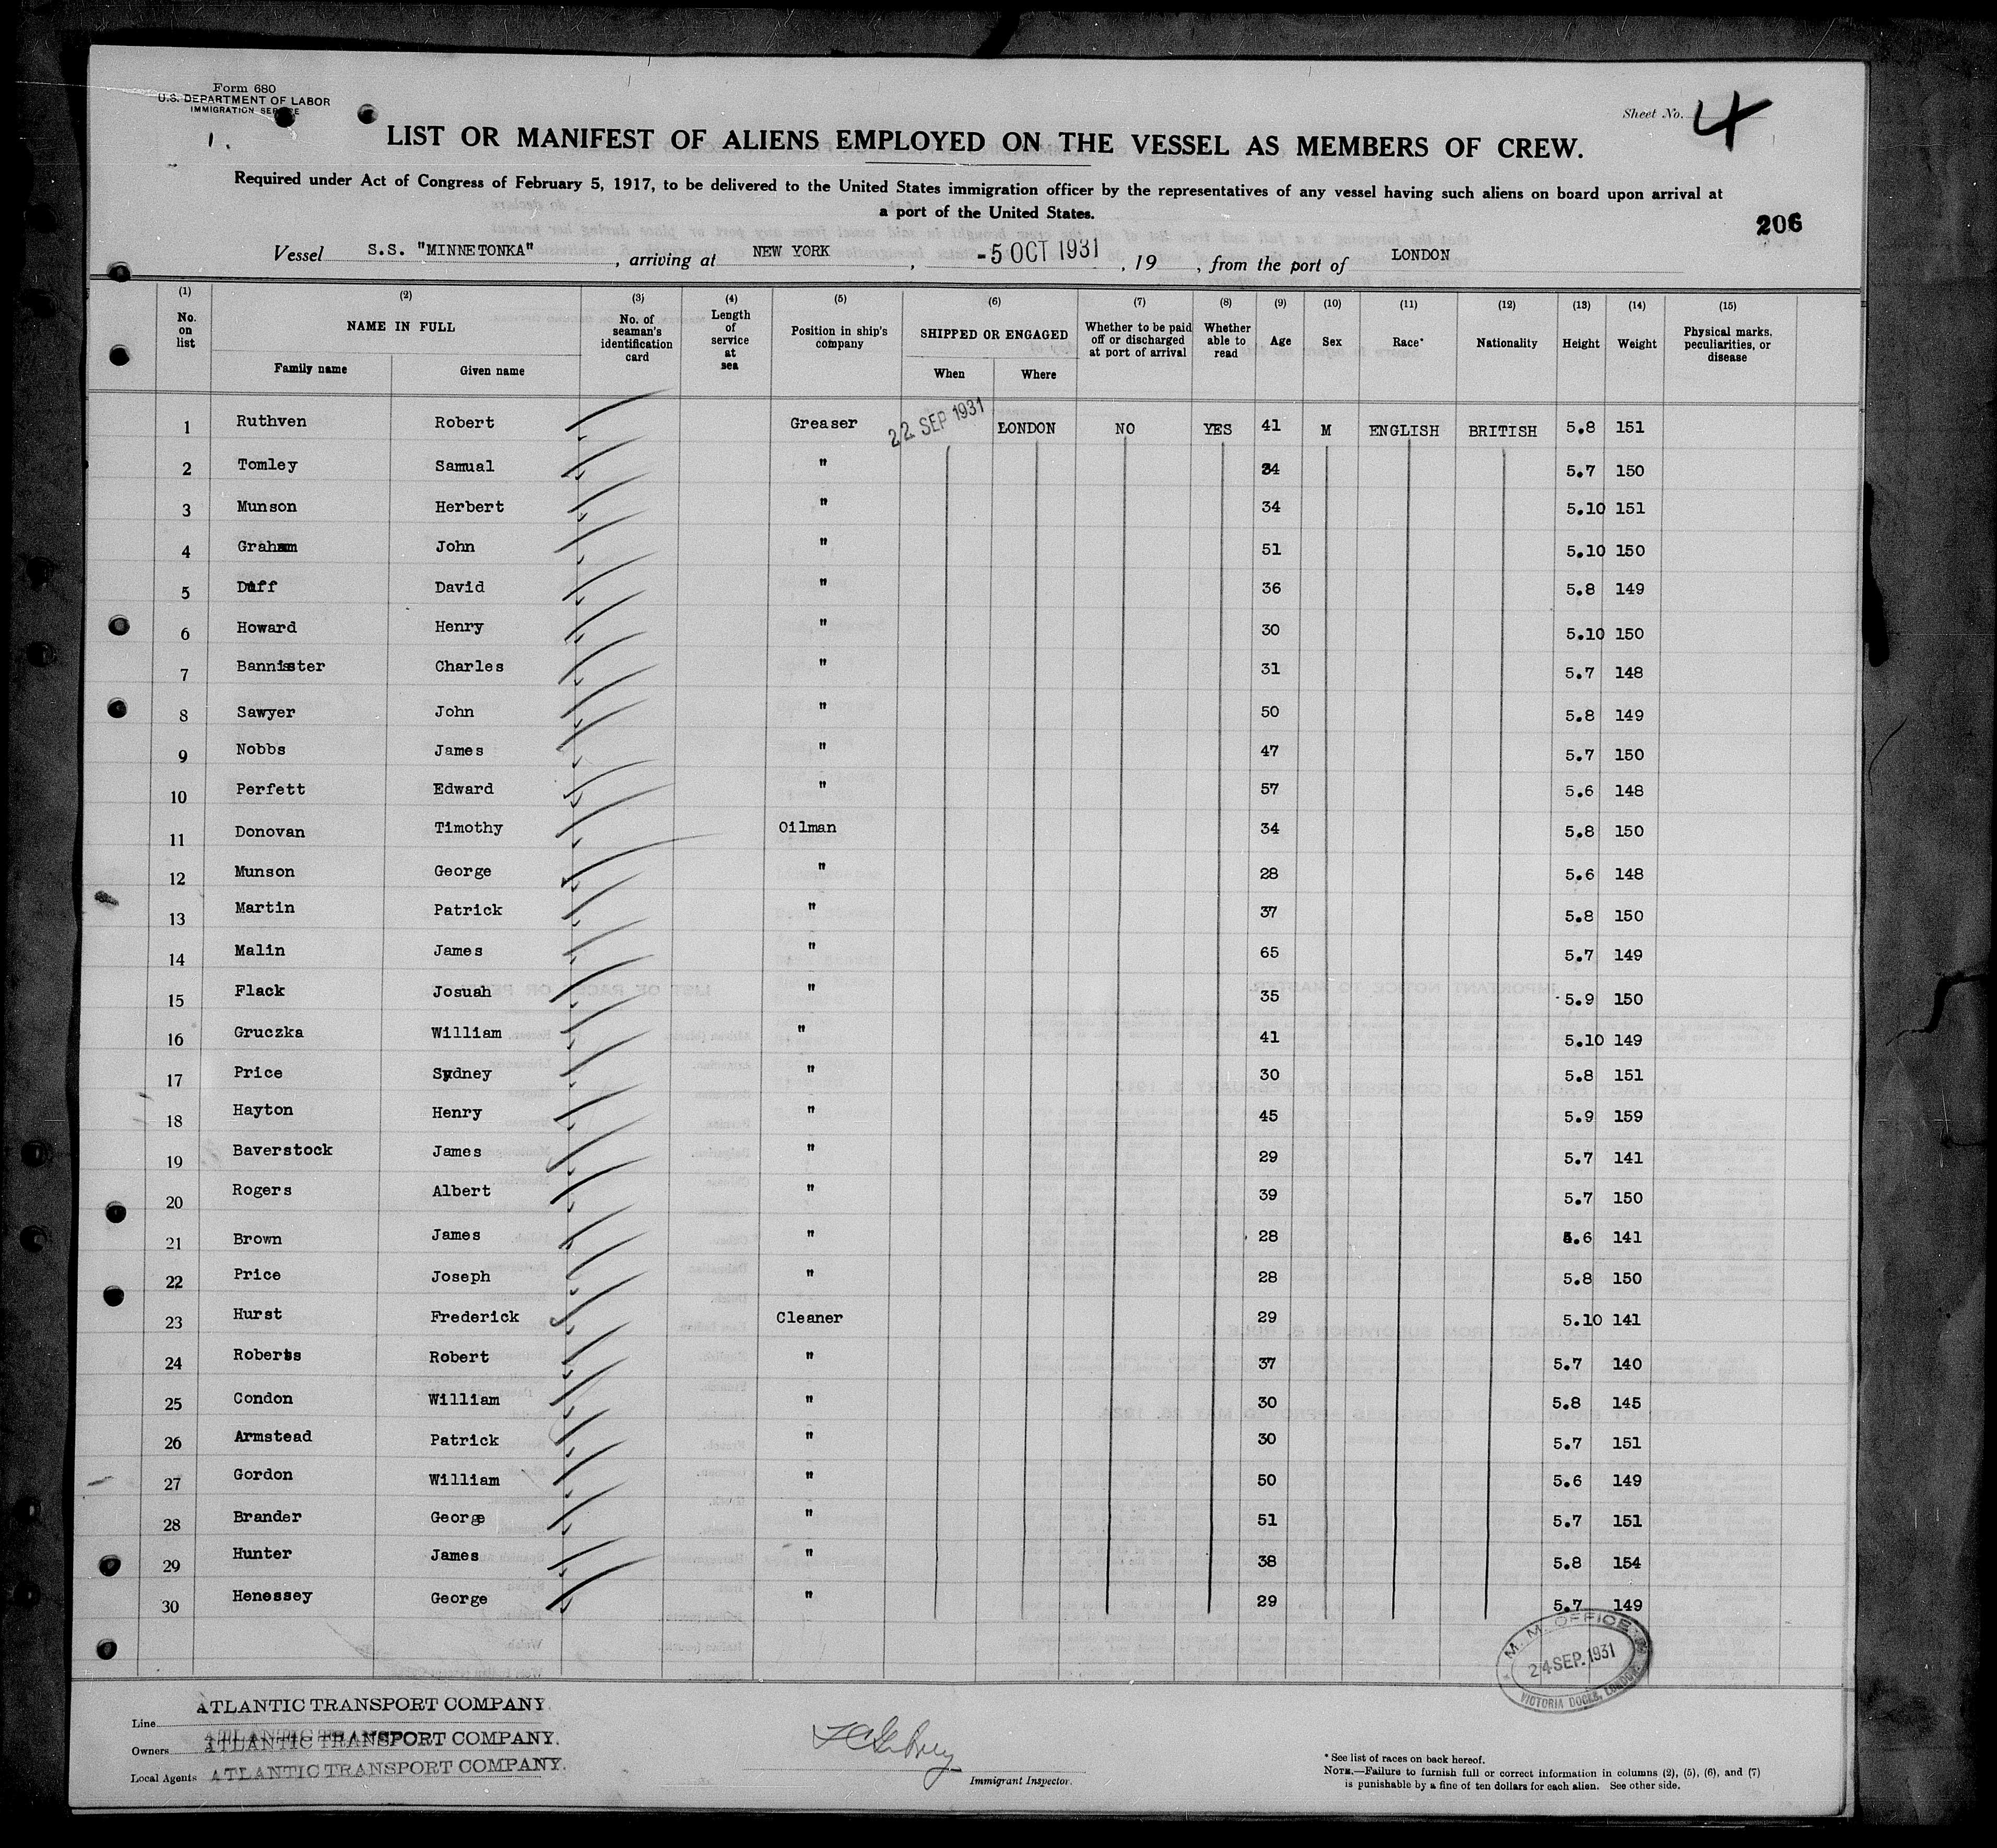 Form 680
U.S. DEPARTMENT OF LABOR
IMMIGRATION SERVICE
1.
Sheet No. 4
LIST OR MANIFEST OF ALIENS EMPLOYED ON THE VESSEL AS MEMBERS OF CREW.
Required under Act of Congress of February 5, 1917, to be delivered to the United States immigration officer by the representatives of any vessel having such aliens on board upon arrival at
a port of the United States.
206
Vessel S.S. "MINNETONKA", arriving at NEW YORK, -5 OCT 1931, 19 , from the port of LONDON
(1) (2) (3) (4) (5) (6) (7) (8) (9) (10) (11) (12) (13) (14) (15)
No. on list NAME IN FULL No. of seaman's identification card Length of service at sea Position in ship's company SHIPPED OR ENGAGED Whether to be paid off or discharged at port of arrival Whether able to read Age Sex Race* Nationality Height Weight Physical marks, peculiarities, or disease
Family name Given name When Where
1 Ruthven Robert Greaser 22 SEP 1931 LONDON NO YES 41 M ENGLISH BRITISH 5.8 151
2 Tomley Samual " 34 5.7 150
3 Munson Herbert " 34 5.10 151
4 Graham John " 51 5.10 150
5 Duff David " 36 5.8 149
6 Howard Henry " 30 5.10 150
7 Bannister Charles " 31 5.7 148
8 Sawyer John " 50 5.8 149
9 Nobbs James " 47 5.7 150
10 Perfett Edward " 57 5.6 148
11 Donovan Timothy Oilman 34 5.8 150
12 Munson George " 28 5.6 148
13 Martin Patrick " 37 5.8 150
14 Malin James " 65 5.7 149
15 Flack Josuah " 35 5.9 150
16 Gruczka William " 41 5.10 149
17 Price Sydney " 30 5.8 151
18 Hayton Henry " 45 5.9 159
19 Baverstock James " 29 5.7 141
20 Rogers Albert " 39 5.7 150
21 Brown James " 28 5.6 141
22 Price Joseph " 28 5.8 150
23 Hurst Frederick Cleaner 29 5.10 141
24 Roberts Robert " 37 5.7 140
25 Condon William " 30 5.8 145
26 Armstead Patrick " 30 5.7 151
27 Gordon William " 50 5.6 149
28 Brander George " 51 5.7 151
29 Hunter James " 38 5.8 154
30 Henessey George " 29 5.7 149
M. M. OFFICE
24 SEP. 1931
VICTORIA DOCKS, LONDON
Line ATLANTIC TRANSPORT COMPANY.
Owners ATLANTIC TRANSPORT COMPANY.
Local Agents ATLANTIC TRANSPORT COMPANY.
Immigrant Inspector.
* See list of races on back hereof.
NOTE.—Failure to furnish full or correct information in columns (2), (5), (6), and (7)
is punishable by a fine of ten dollars for each alien. See other side.